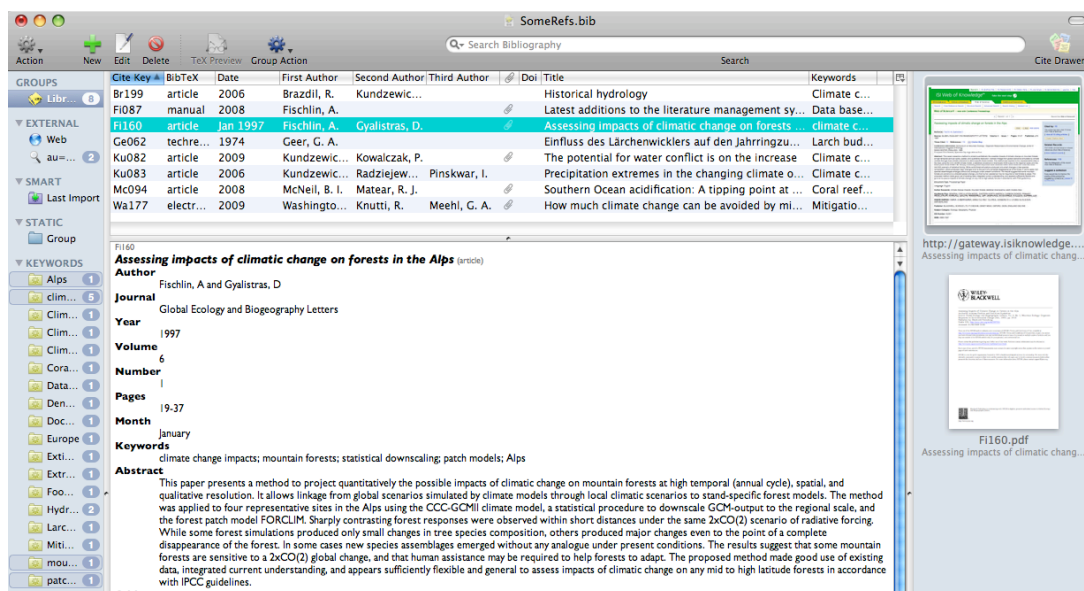 SomeRefs.bib
Action New Edit Delete TeX Preview Group Action Search Bibliography Search Cite Drawer
GROUPS
Libr... 8
EXTERNAL
Web
au=... 2
SMART
Last Import
STATIC
Group
KEYWORDS
Alps 1
clim... 5
Clim... 1
Clim... 1
Clim... 1
Cora... 1
Data... 1
Den... 1
Doc... 1
Europe 1
Exti... 1
Extr... 1
Foo... 1
Hydr... 2
Larc... 1
Miti... 1
mou... 1
patc... 1
Cite Key BibTeX Date First Author Second Author Third Author Doi Title Keywords
Br199 article 2006 Brazdil, R. Kundzewic... Historical hydrology Climate c...
Fi087 manual 2008 Fischlin, A. Latest additions to the literature management sy... Data base...
Fi160 article Jan 1997 Fischlin, A. Gyalistras, D. Assessing impacts of climatic change on forests ... climate c...
Ge062 techre... 1974 Geer, G. A. Einfluss des Lärchenwicklers auf den Jahrringzu... Larch bud...
Ku082 article 2009 Kundzewic... Kowalczak, P. The potential for water conflict is on the increase Climate c...
Ku083 article 2006 Kundzewic... Radziejew... Pinskwar, I. Precipitation extremes in the changing climate o... Climate c...
Mc094 article 2008 McNeil, B. I. Matear, R. J. Southern Ocean acidification: A tipping point at ... Coral reef...
Wa177 electr... 2009 Washingto... Knutti, R. Meehl, G. A. How much climate change can be avoided by mi... Mitigatio...
Fi160
Assessing impacts of climatic change on forests in the Alps (article)
Author
Fischlin, A and Gyalistras, D
Journal
Global Ecology and Biogeography Letters
Year
1997
Volume
6
Number
1
Pages
19-37
Month
January
Keywords
climate change impacts; mountain forests; statistical downscaling; patch models; Alps
Abstract
This paper presents a method to project quantitatively the possible impacts of climatic change on mountain forests at high temporal (annual cycle), spatial, and
qualitative resolution. It allows linkage from global scenarios simulated by climate models through local climatic scenarios to stand-specific forest models. The method
was applied to four representative sites in the Alps using the CCC-GCMII climate model, a statistical procedure to downscale GCM-output to the regional scale, and
the forest patch model FORCLIM. Sharply contrasting forest responses were observed within short distances under the same 2xCO(2) scenario of radiative forcing.
While some forest simulations produced only small changes in tree species composition, others produced major changes even to the point of a complete
disappearance of the forest. In some cases new species assemblages emerged without any analogue under present conditions. The results suggest that some mountain
forests are sensitive to a 2xCO(2) global change, and that human assistance may be required to help forests to adapt. The proposed method made good use of existing
data, integrated current understanding, and appears sufficiently flexible and general to assess impacts of climatic change on any mid to high latitude forests in accordance
with IPCC guidelines.
ISI Web of Knowledge
http://gateway.isiknowledge....
Assessing impacts of climatic chang...
WILEY-
BLACKWELL
Fi160.pdf
Assessing impacts of climatic chang...